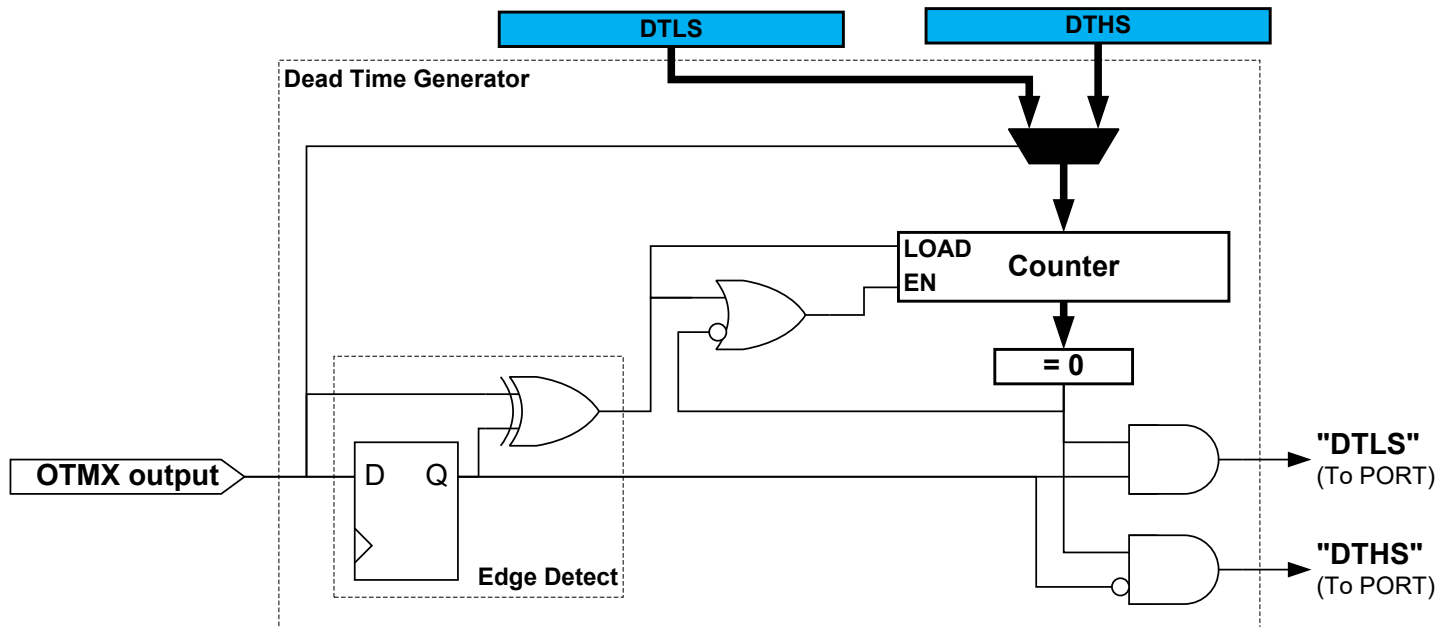 DTLS
DTHS
Dead Time Generator
LOAD
Counter
EN
= 0
OTMX output
D
Q
Edge Detect
"DTLS"
(To PORT)
"DTHS"
(To PORT)